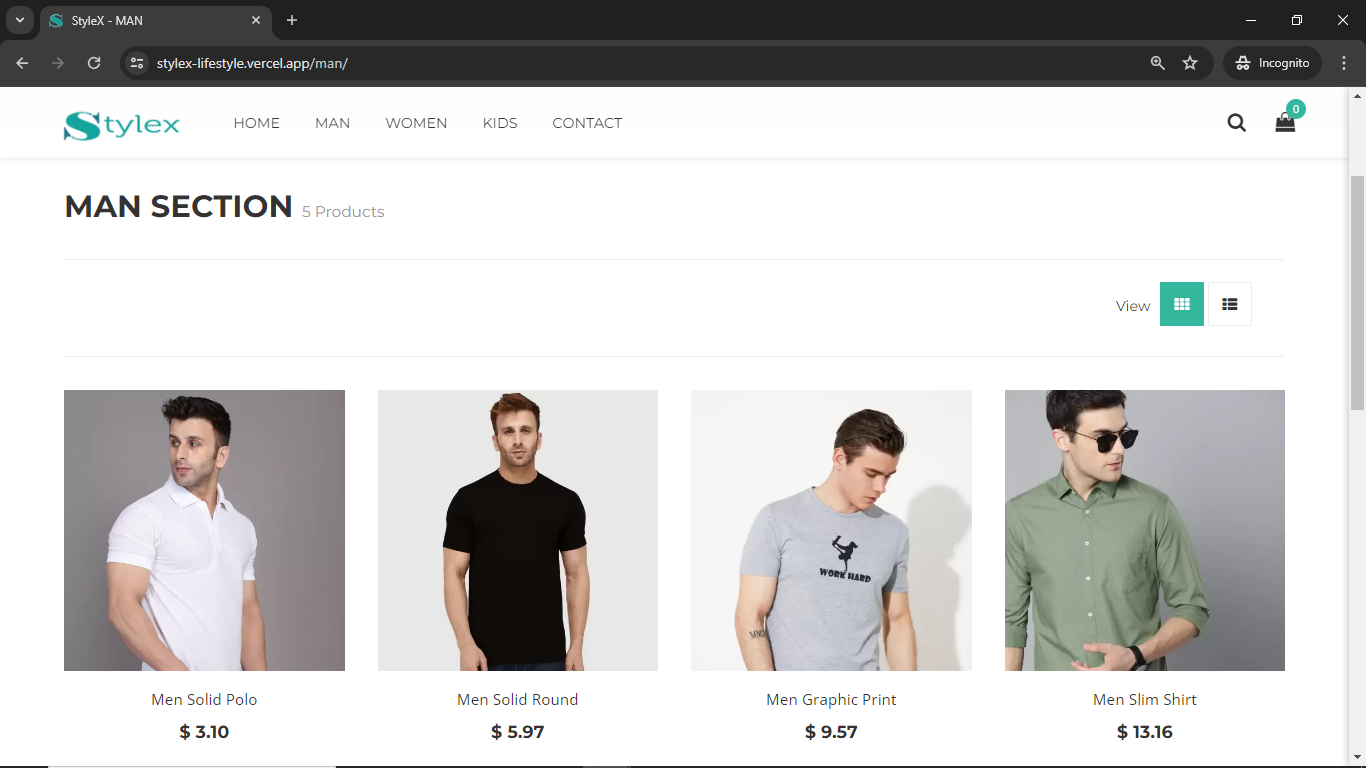 StyleX - MAN
stylex-lifestyle.vercel.app/man/
Incognito
Stylex
HOME MAN WOMEN KIDS CONTACT
0
MAN SECTION 5 Products
View
WORK HARD
Men Solid Polo
$ 3.10
Men Solid Round
$ 5.97
Men Graphic Print
$ 9.57
Men Slim Shirt
$ 13.16